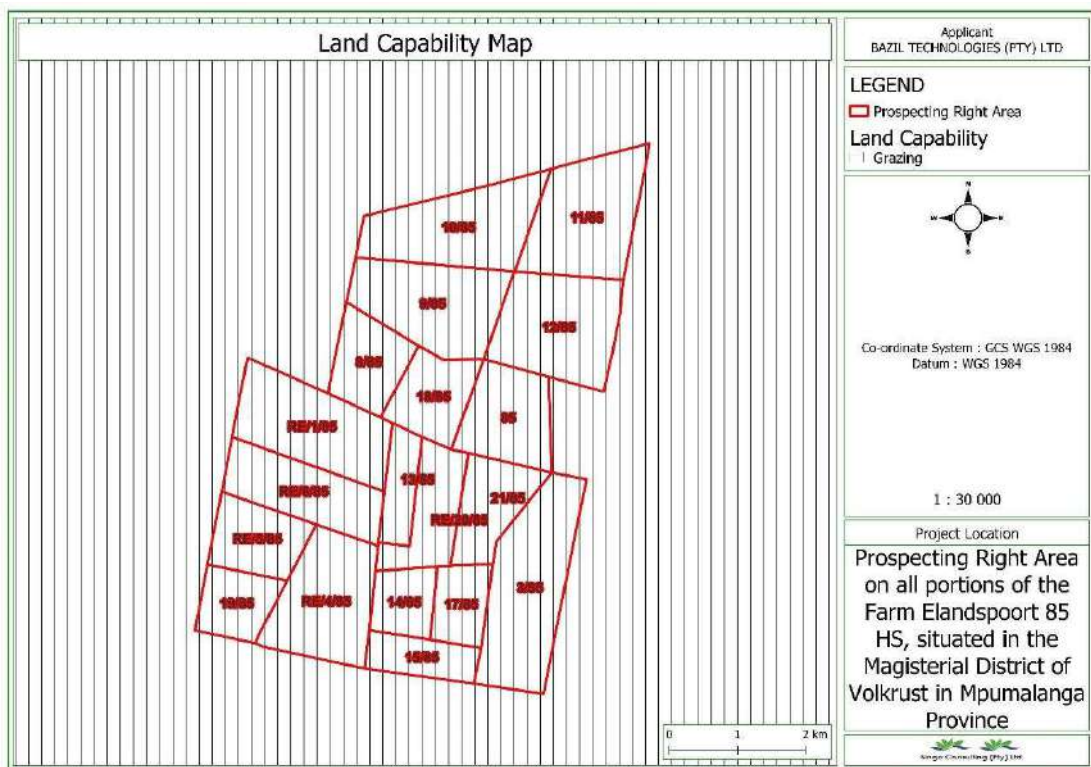 Land Capability Map
Applicant
BAZIL TECHNOLOGIES (PTY) LTD
LEGEND
Prospecting Right Area
Land Capability
Grazing
N
W
E
S
Co-ordinate System : GCS WGS 1984
Datum : WGS 1984
1 : 30 000
Project Location
Prospecting Right Area
on all portions of the
Farm Elandspoort 85
HS, situated in the
Magisterial District of
Volkrust in Mpumalanga
Province
Singo Consulting (Pty) Ltd
10/85
11/85
9/85
12/85
8/85
18/85
85
RE/1/85
13/85
RE/6/85
21/85
RE/20/85
RE/5/85
3/85
19/85
RE/4/85
14/85
17/85
15/85
0 1 2 km